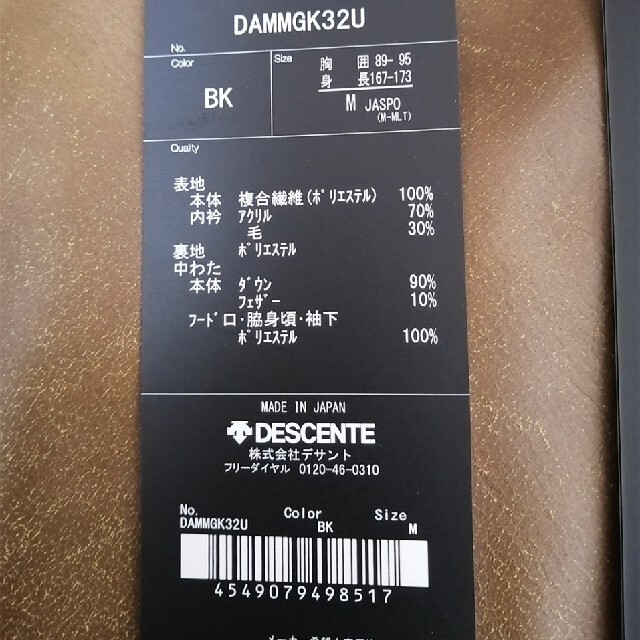 DAMMGK32U
No.
Color
BK
Size
胸 囲 89- 95
身 長167-173
M JASPO
(M-MLT)
Quality
表地
本体 複合繊維(ﾎﾟﾘｴｽﾃﾙ) 100%
内衿 ｱｸﾘﾙ 70%
毛 30%
裏地 ﾎﾟﾘｴｽﾃﾙ
中わた
本体 ﾀﾞｳﾝ 90%
ﾌｪｻﾞｰ 10%
ﾌｰﾄﾞ口･脇身頃･袖下
ﾎﾟﾘｴｽﾃﾙ 100%
MADE IN JAPAN
DESCENTE
株式会社デサント
フリーダイヤル 0120-46-0310
No. Color Size
DAMMGK32U BK M
4549079498517